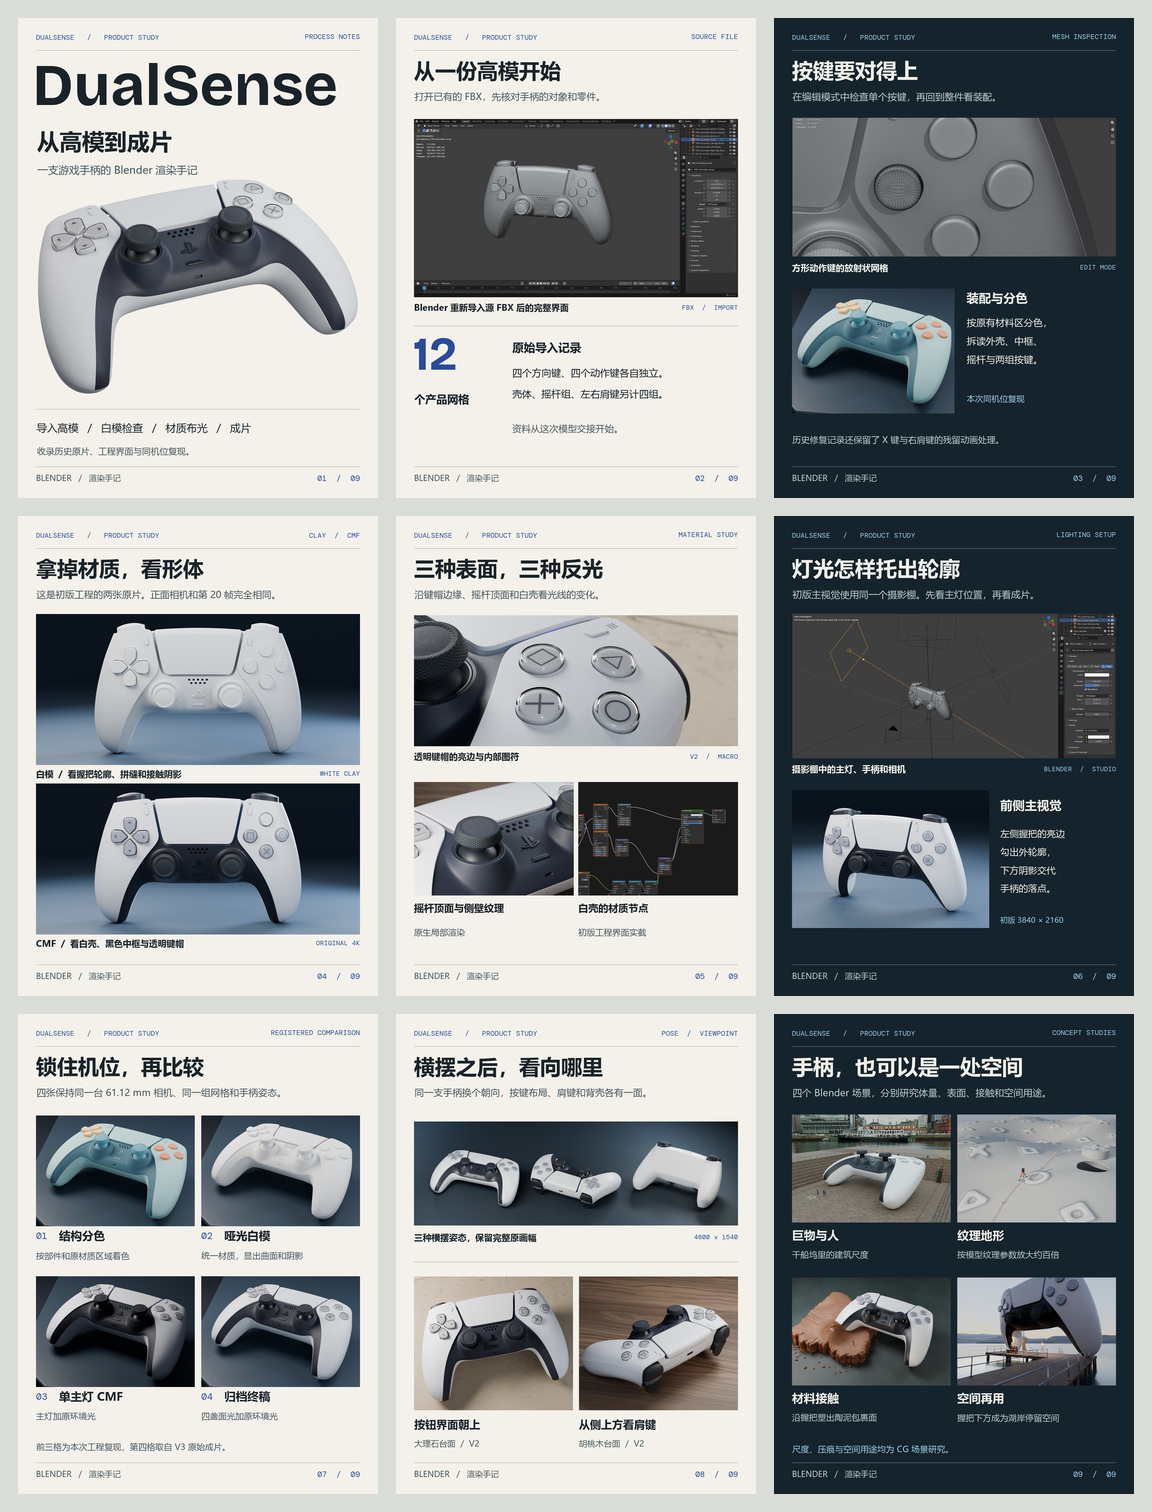 DUALSENSE / PRODUCT STUDY
PROCESS NOTES
DualSense
从高模到成片
一支游戏手柄的 Blender 渲染手记
导入高模 / 白模检查 / 材质布光 / 成片
收录历史原片、工程界面与同机位复现。
BLENDER / 渲染手记
01 / 09
DUALSENSE / PRODUCT STUDY
SOURCE FILE
从一份高模开始
打开已有的 FBX，先核对手柄的对象和零件。
Blender 重新导入源 FBX 后的完整界面
FBX / IMPORT
12
个产品网格
原始导入记录
四个方向键、四个动作键各自独立。
壳体、摇杆组、左右肩键另计四组。
资料从这次模型交接开始。
BLENDER / 渲染手记
02 / 09
DUALSENSE / PRODUCT STUDY
MESH INSPECTION
按键要对得上
在编辑模式中检查单个按键，再回到整件看装配。
方形动作键的放射状网格
EDIT MODE
装配与分色
按原有材料区分色，
拆读外壳、中框、
摇杆与两组按键。
本次同机位复现
历史修复记录还保留了 X 键与右肩键的残留动画处理。
BLENDER / 渲染手记
03 / 09
DUALSENSE / PRODUCT STUDY
CLAY / CMF
拿掉材质，看形体
这是初版工程的两张原片。正面相机和第 20 帧完全相同。
白模 / 看握把轮廓、拼缝和接触阴影
WHITE CLAY
CMF / 看白壳、黑色中框与透明键帽
ORIGINAL 4K
BLENDER / 渲染手记
04 / 09
DUALSENSE / PRODUCT STUDY
MATERIAL STUDY
三种表面，三种反光
沿键帽边缘、摇杆顶面和白壳看光线的变化。
透明键帽的亮边与内部图符
V2 / MACRO
摇杆顶面与侧壁纹理
原生局部渲染
白壳的材质节点
初版工程界面实截
BLENDER / 渲染手记
05 / 09
DUALSENSE / PRODUCT STUDY
LIGHTING SETUP
灯光怎样托出轮廓
初版主视觉使用同一个摄影棚。先看主灯位置，再看成片。
摄影棚中的主灯、手柄和相机
BLENDER / STUDIO
前侧主视觉
左侧握把的亮边
勾出外轮廓，
下方阴影交代
手柄的落点。
初版 3840 × 2160
BLENDER / 渲染手记
06 / 09
DUALSENSE / PRODUCT STUDY
REGISTERED COMPARISON
锁住机位，再比较
四张保持同一台 61.12 mm 相机、同一组网格和手柄姿态。
01 结构分色
按部件和原材质区域着色
02 哑光白模
统一材质，显出曲面和阴影
03 单主灯 CMF
主灯加原环境光
04 归档终稿
四盏面光加原环境光
前三格为本次工程复现，第四格取自 V3 原始成片。
BLENDER / 渲染手记
07 / 09
DUALSENSE / PRODUCT STUDY
POSE / VIEWPOINT
横摆之后，看向哪里
同一支手柄换个朝向，按键布局、肩键和背壳各有一面。
三种横摆姿态，保留完整原画幅
4800 x 1540
按钮界面朝上
大理石台面 / V2
从侧上方看肩键
胡桃木台面 / V2
BLENDER / 渲染手记
08 / 09
DUALSENSE / PRODUCT STUDY
CONCEPT STUDIES
手柄，也可以是一处空间
四个 Blender 场景，分别研究体量、表面、接触和空间用途。
巨物与人
干船坞里的建筑尺度
纹理地形
按模型纹理参数放大约百倍
材料接触
沿握把塑出陶泥包裹面
空间再用
握把下方成为湖岸停留空间
尺度、压痕与空间用途均为 CG 场景研究。
BLENDER / 渲染手记
09 / 09